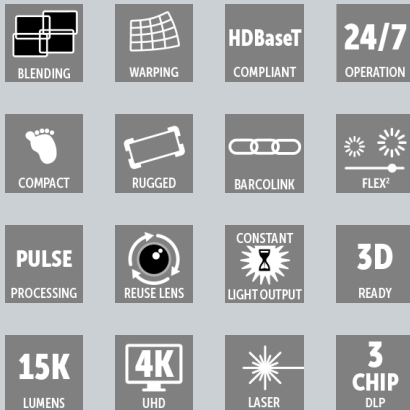 BLENDING
WARPING
HDBaseT
COMPLIANT
24/7
OPERATION
COMPACT
RUGGED
BARCOLINK
FLEX²
PULSE
PROCESSING
REUSE LENS
CONSTANT
LIGHT OUTPUT
3D
READY
15K
LUMENS
4K
UHD
LASER
3
CHIP
DLP